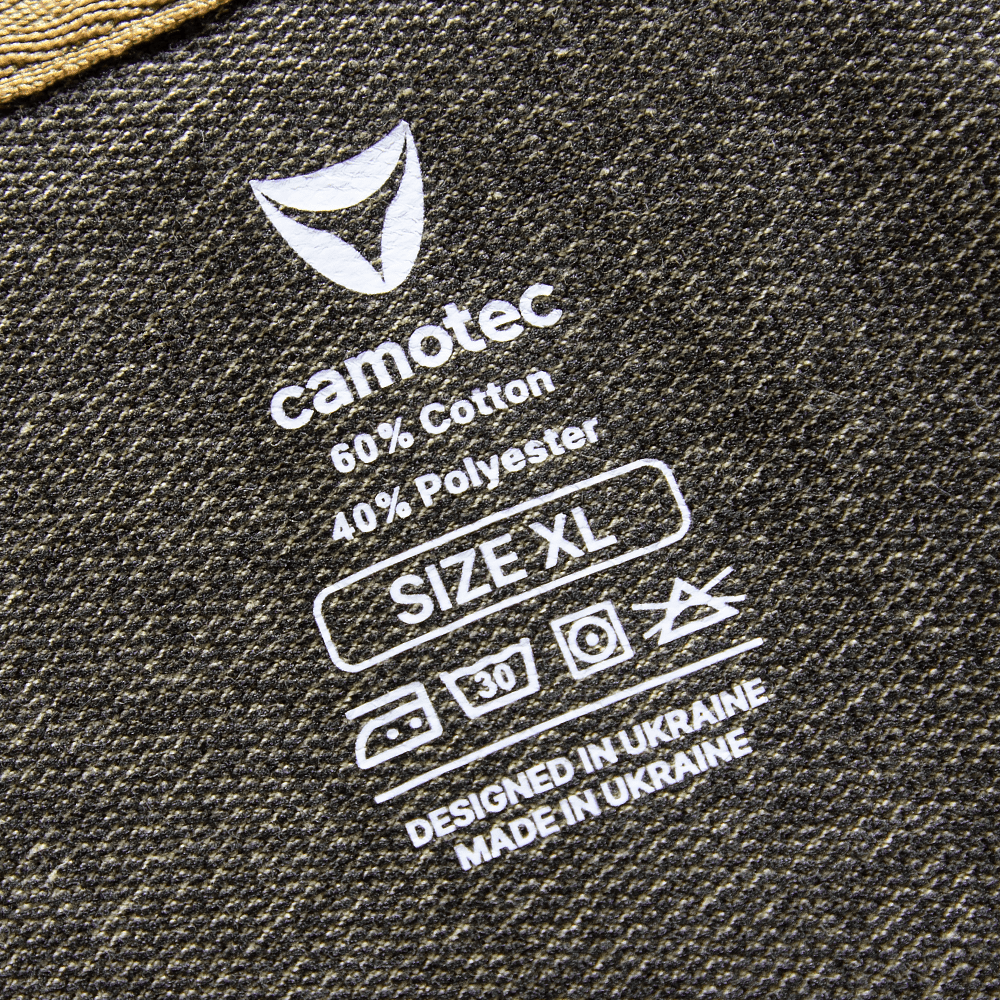 camotec
60% Cotton
40% Polyester
SIZE XL
30
DESIGNED IN UKRAINE
MADE IN UKRAINE